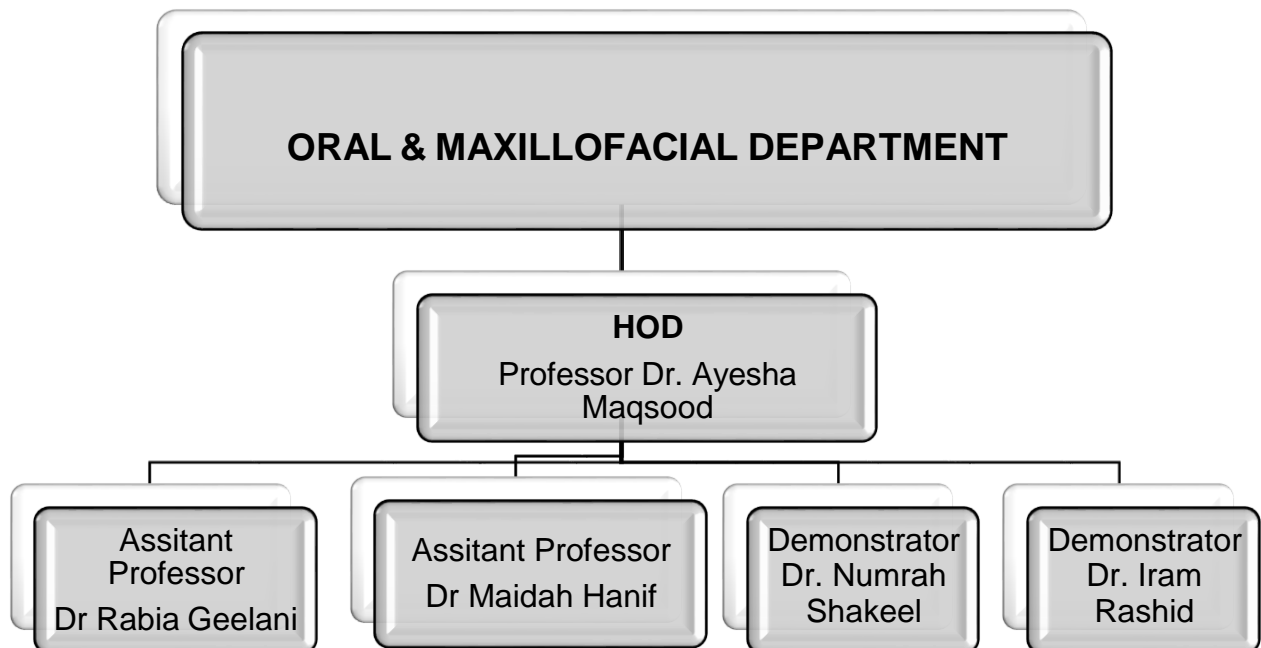 ORAL & MAXILLOFACIAL DEPARTMENT
HOD
Professor Dr. Ayesha
Maqsood
Assitant
Professor
Dr Rabia Geelani
Assitant Professor
Dr Maidah Hanif
Demonstrator
Dr. Numrah
Shakeel
Demonstrator
Dr. Iram
Rashid